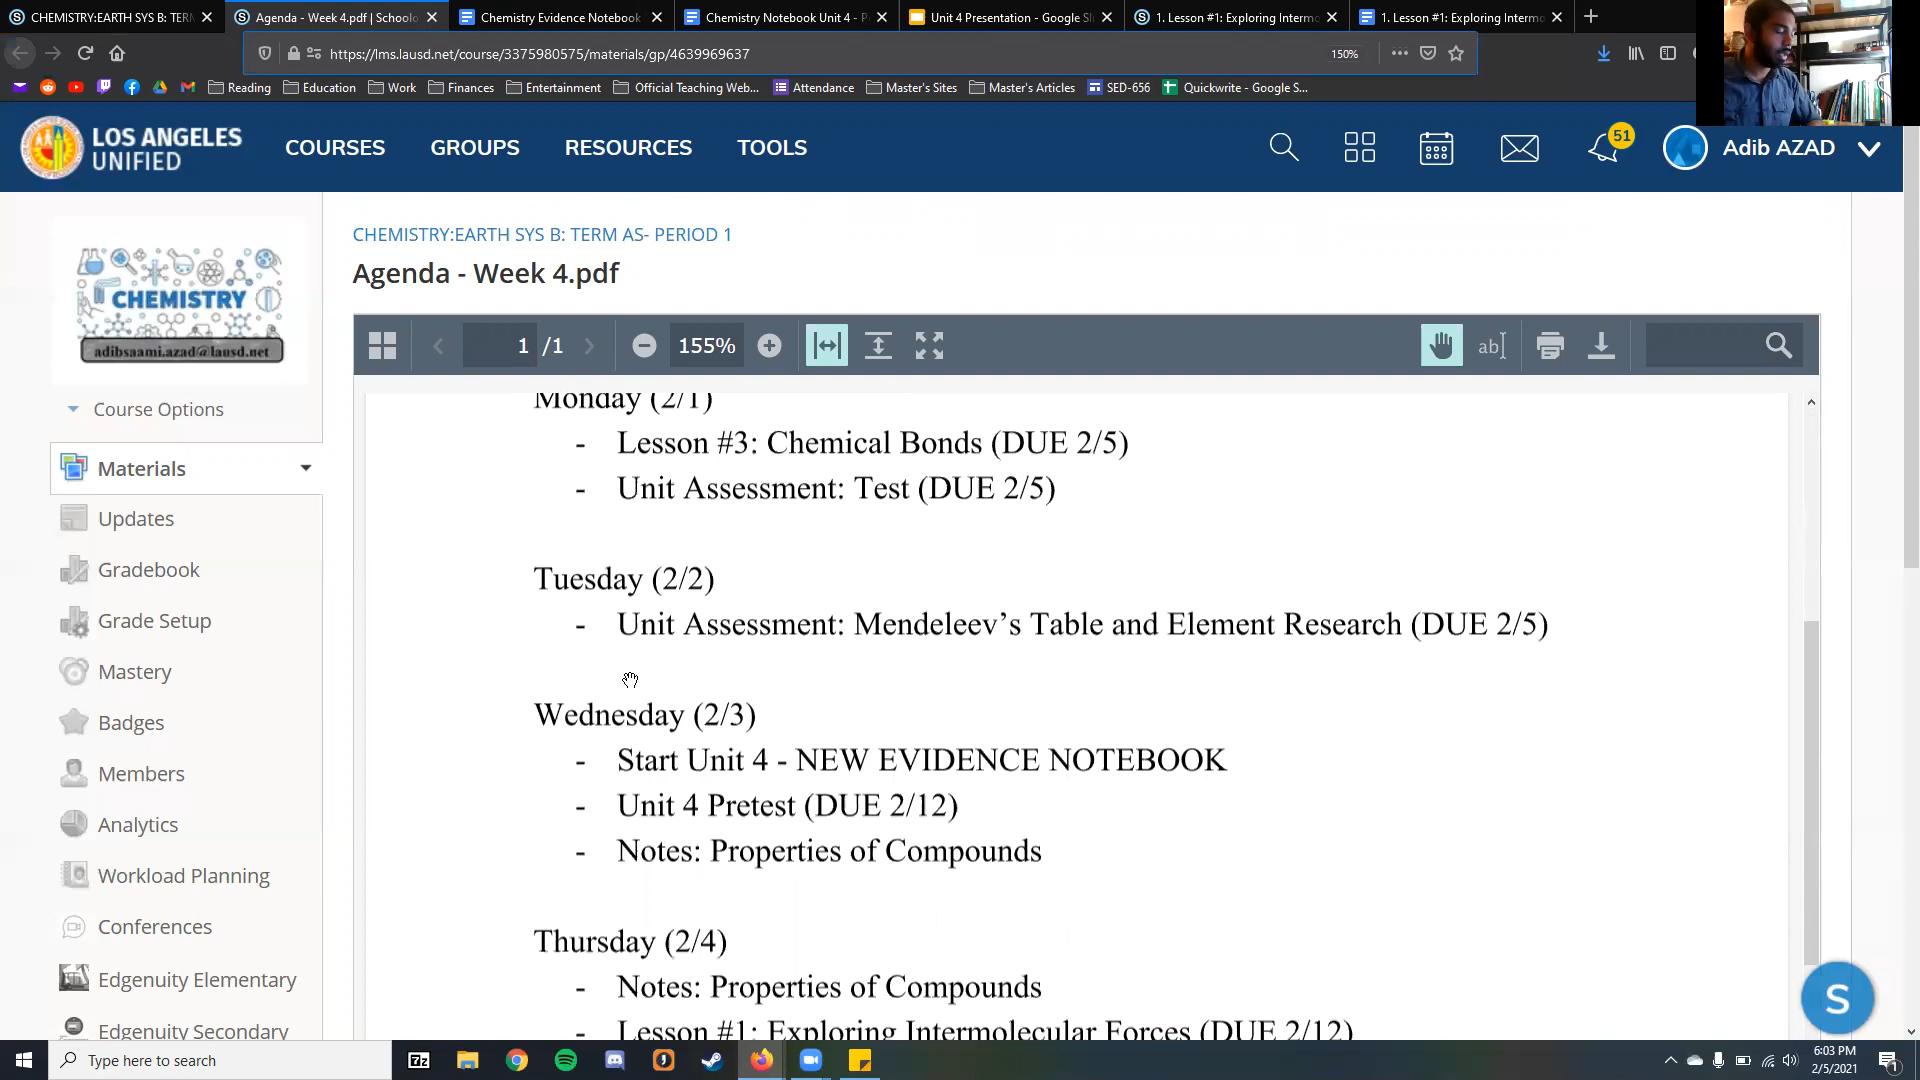 CHEMISTRY:EARTH SYS B: TERM
Agenda - Week 4.pdf | Schoolo
Chemistry Evidence Notebook
Chemistry Notebook Unit 4 - P
Unit 4 Presentation - Google Sl
1. Lesson #1: Exploring Intermo
1. Lesson #1: Exploring Intermo
https://lms.lausd.net/course/3375980575/materials/gp/4639969637
150%
Reading
Education
Work
Finances
Entertainment
Official Teaching Web...
Attendance
Master's Sites
Master's Articles
SED-656
Quickwrite - Google S...
LOS ANGELES
UNIFIED
COURSES
GROUPS
RESOURCES
TOOLS
51
Adib AZAD
CHEMISTRY
adibsaami.azad@lausd.net
Course Options
Materials
Updates
Gradebook
Grade Setup
Mastery
Badges
Members
Analytics
Workload Planning
Conferences
Edgenuity Elementary
Edgenuity Secondary
CHEMISTRY:EARTH SYS B: TERM AS- PERIOD 1
Agenda - Week 4.pdf
1 /1
155%
ab
Monday (2/1)
- Lesson #3: Chemical Bonds (DUE 2/5)
- Unit Assessment: Test (DUE 2/5)
Tuesday (2/2)
- Unit Assessment: Mendeleev’s Table and Element Research (DUE 2/5)
Wednesday (2/3)
- Start Unit 4 - NEW EVIDENCE NOTEBOOK
- Unit 4 Pretest (DUE 2/12)
- Notes: Properties of Compounds
Thursday (2/4)
- Notes: Properties of Compounds
- Lesson #1: Exploring Intermolecular Forces (DUE 2/12)
S
Type here to search
7z
6:03 PM
2/5/2021
1